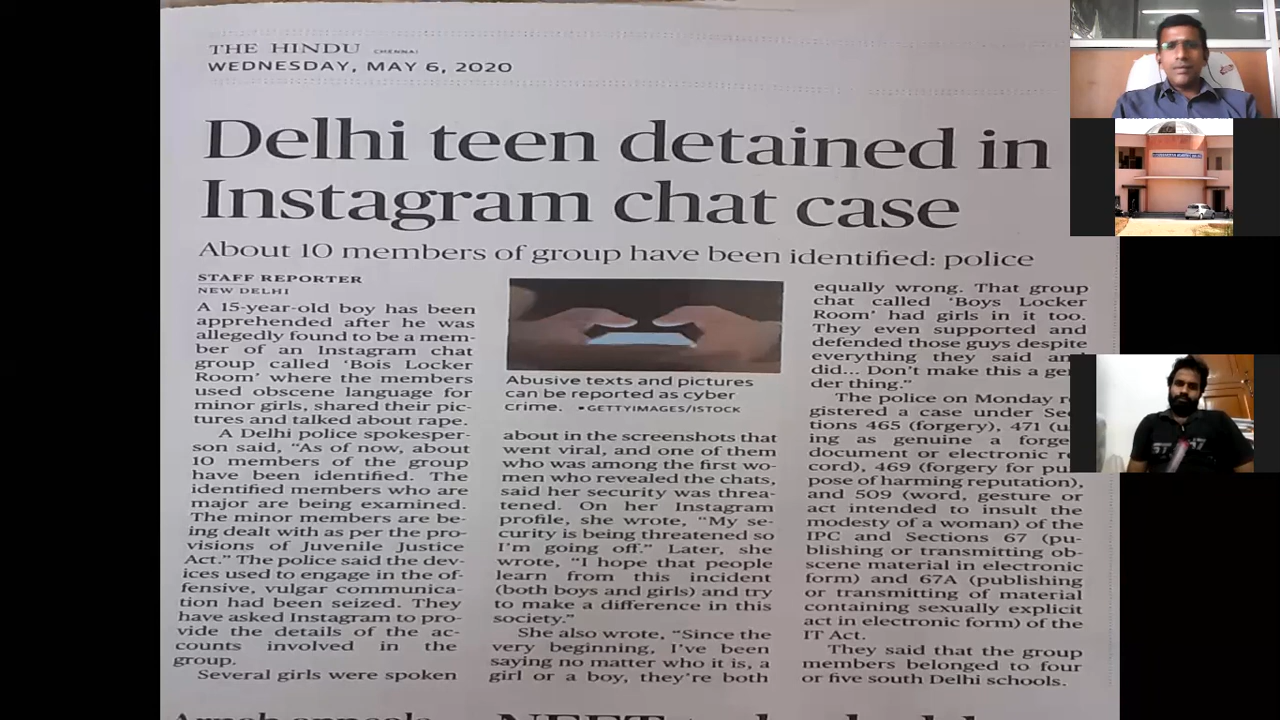 THE HINDU CHENNAI
WEDNESDAY, MAY 6, 2020
Delhi teen detained in
Instagram chat case
About 10 members of group have been identified: police
STAFF REPORTER
NEW DELHI
A 15-year-old boy has been
apprehended after he was
allegedly found to be a mem-
ber of an Instagram chat
group called ‘Bois Locker
Room’ where the members
used obscene language for
minor girls, shared their pic-
tures and talked about rape.
A Delhi police spokesper-
son said, “As of now, about
10 members of the group
have been identified. The
identified members who are
major are being examined.
The minor members are be-
ing dealt with as per the pro-
visions of Juvenile Justice
Act.” The police said the dev-
ices used to engage in the of-
fensive, vulgar communica-
tion had been seized. They
have asked Instagram to pro-
vide the details of the ac-
counts involved in the
group.
Several girls were spoken
Abusive texts and pictures
can be reported as cyber
crime. ▪GETTYIMAGES/ISTOCK
about in the screenshots that
went viral, and one of them
who was among the first wo-
men who revealed the chats,
said her security was threa-
tened. On her Instagram
profile, she wrote, “My se-
curity is being threatened so
I’m going off.” Later, she
wrote, “I hope that people
learn from this incident
(both boys and girls) and try
to make a difference in this
society.”
She also wrote, “Since the
very beginning, I’ve been
saying no matter who it is, a
girl or a boy, they’re both
equally wrong. That group
chat called ‘Boys Locker
Room’ had girls in it too.
They even supported and
defended those guys despite
everything they said and
did... Don’t make this a gen
der thing.”
The police on Monday r
gistered a case under Sec
tions 465 (forgery), 471 (u
ing as genuine a forge
document or electronic re
cord), 469 (forgery for pu
pose of harming reputation),
and 509 (word, gesture or
act intended to insult the
modesty of a woman) of the
IPC and Sections 67 (pu-
blishing or transmitting ob-
scene material in electronic
form) and 67A (publishing
or transmitting of material
containing sexually explicit
act in electronic form) of the
IT Act.
They said that the group
members belonged to four
or five south Delhi schools.